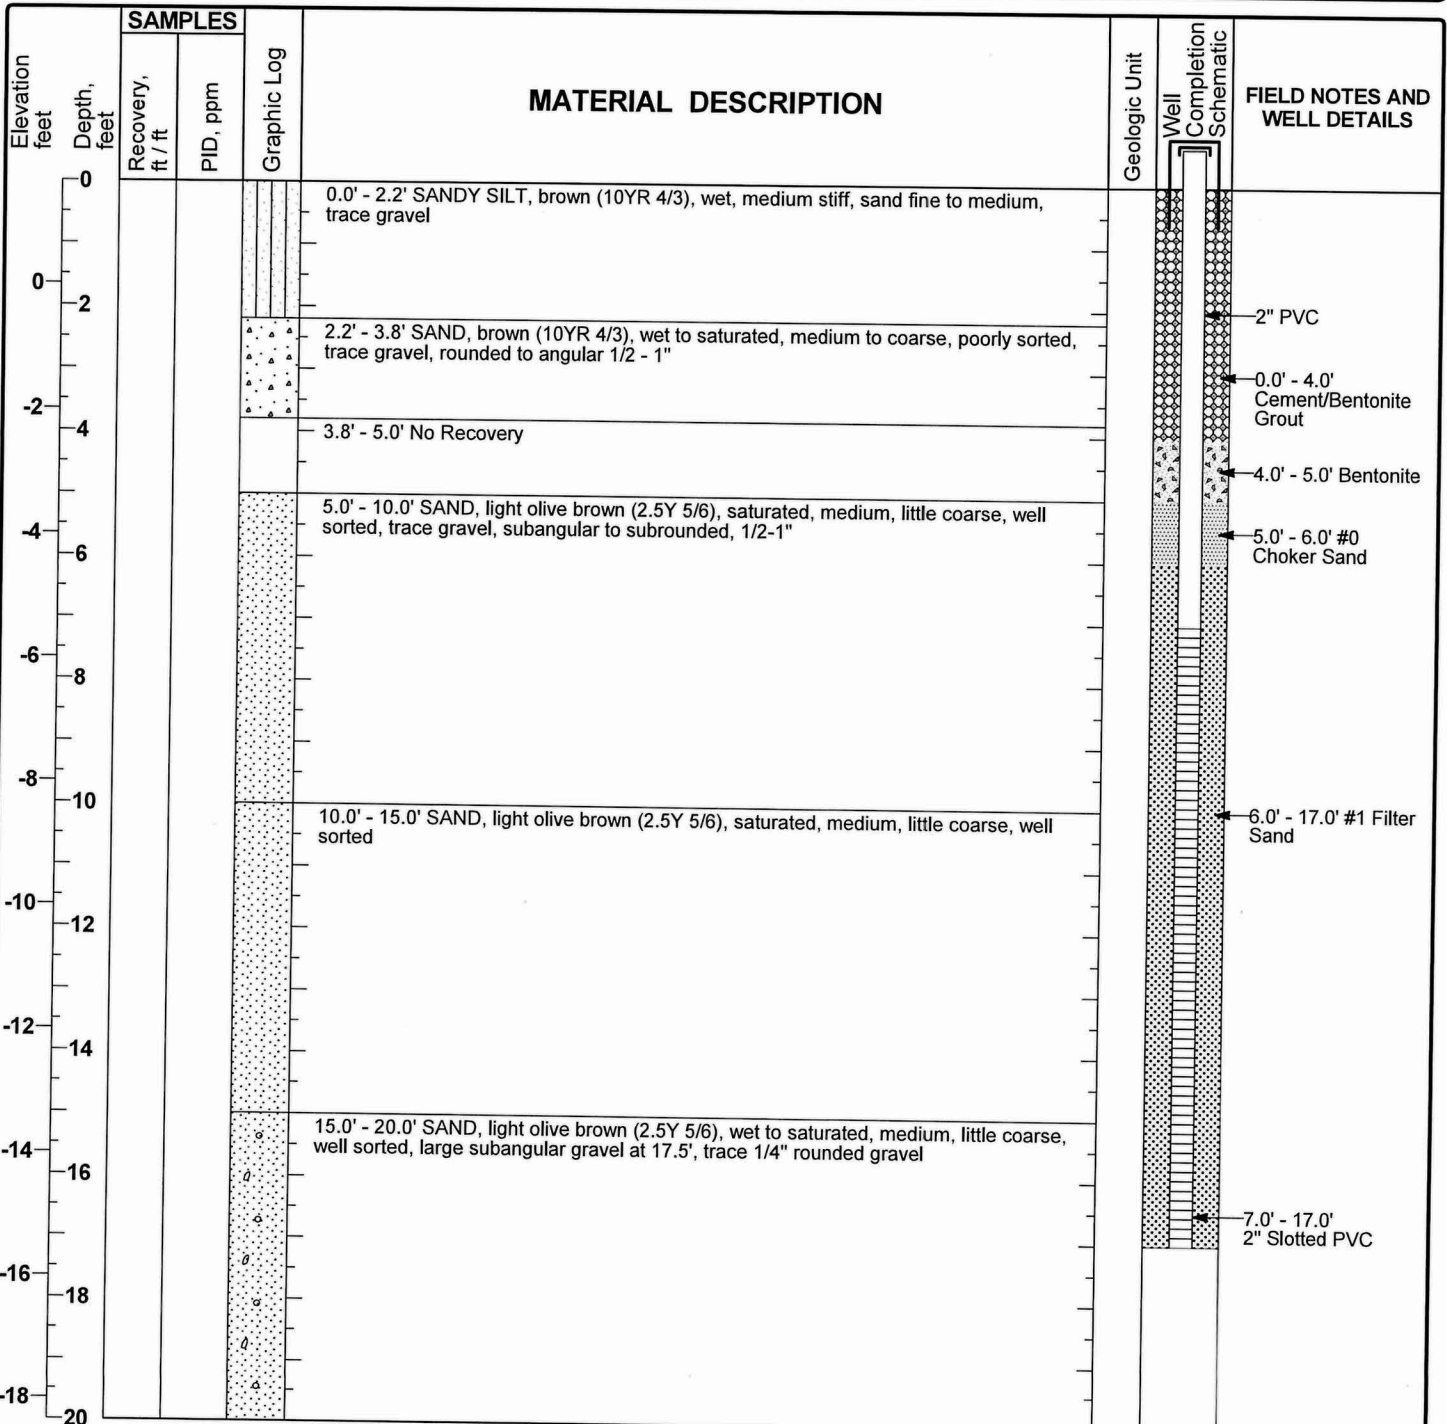 SAMPLES
Elevation
feet
Depth,
feet
Recovery,
ft / ft
PID, ppm
Graphic Log
MATERIAL DESCRIPTION
Geologic Unit
Well
Completion
Schematic
FIELD NOTES AND
WELL DETAILS
0
0.0' - 2.2' SANDY SILT, brown (10YR 4/3), wet, medium stiff, sand fine to medium,
trace gravel
0
2
2" PVC
2.2' - 3.8' SAND, brown (10YR 4/3), wet to saturated, medium to coarse, poorly sorted,
trace gravel, rounded to angular 1/2 - 1"
0.0' - 4.0'
Cement/Bentonite
Grout
-2
4
3.8' - 5.0' No Recovery
4.0' - 5.0' Bentonite
5.0' - 10.0' SAND, light olive brown (2.5Y 5/6), saturated, medium, little coarse, well
sorted, trace gravel, subangular to subrounded, 1/2-1"
-4
6
5.0' - 6.0' #0
Choker Sand
-6
8
-8
10
10.0' - 15.0' SAND, light olive brown (2.5Y 5/6), saturated, medium, little coarse, well
sorted
6.0' - 17.0' #1 Filter
Sand
-10
12
-12
14
15.0' - 20.0' SAND, light olive brown (2.5Y 5/6), wet to saturated, medium, little coarse,
well sorted, large subangular gravel at 17.5', trace 1/4" rounded gravel
-14
16
7.0' - 17.0'
2" Slotted PVC
-16
18
-18
20